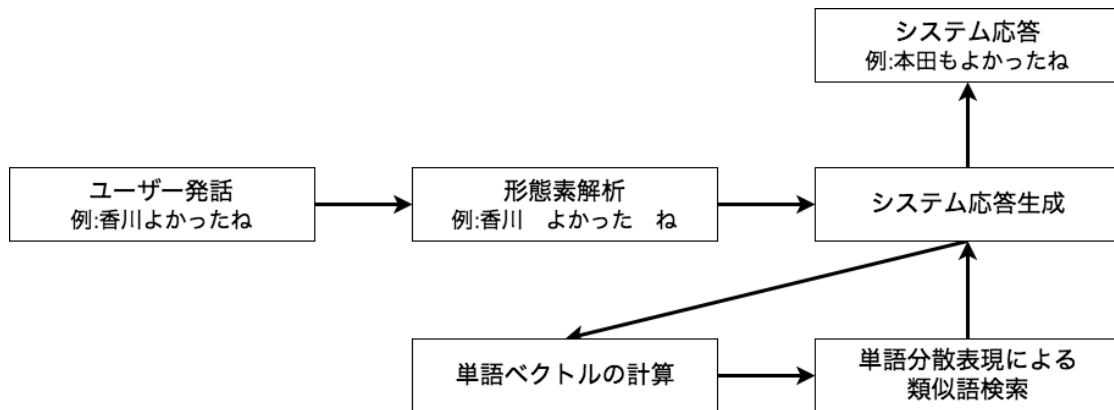 システム応答
例:本田もよかったね
ユーザー発話
例:香川よかったね
形態素解析
例:香川　よかった　ね
システム応答生成
単語ベクトルの計算
単語分散表現による
類似語検索